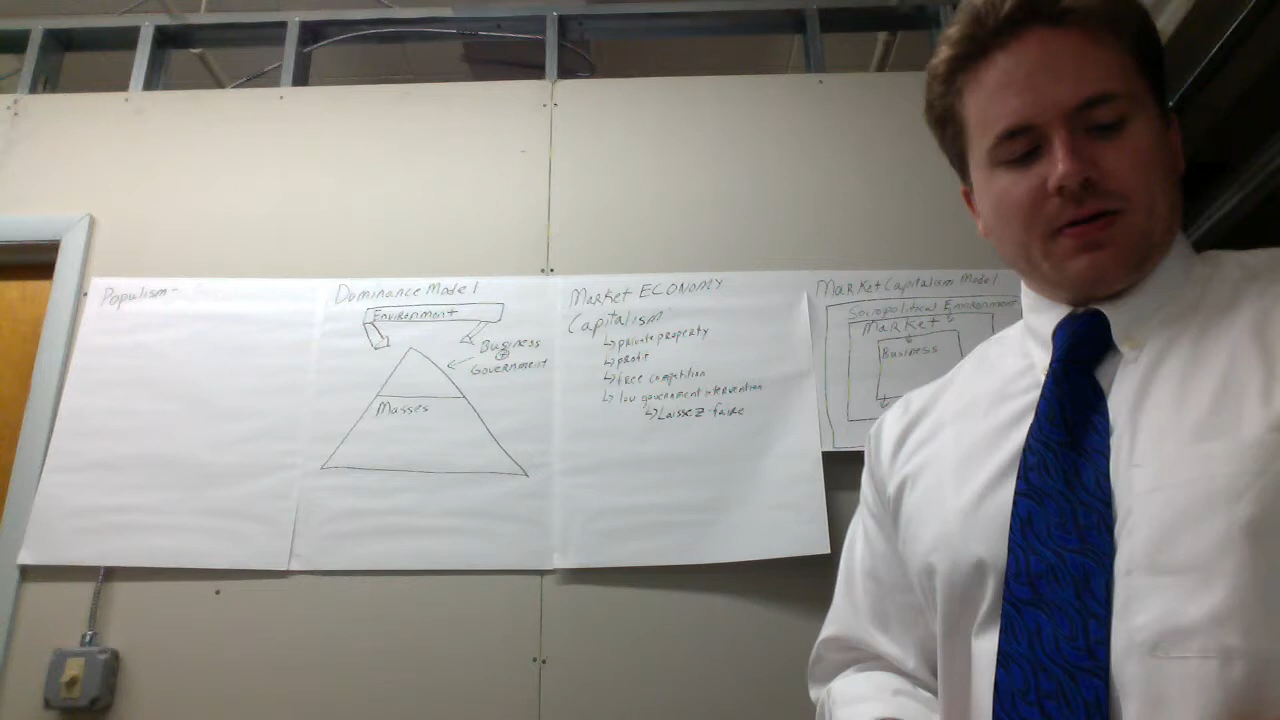 Populism-
Dominance Model
Environment
Business
Government
Masses
Market ECONOMY
Capitalism
↳ private property
↳ profit
↳ free competition
↳ low government intervention
↳ Laissez-faire
Market Capitalism Model
Sociopolitical Environment
Market
Business